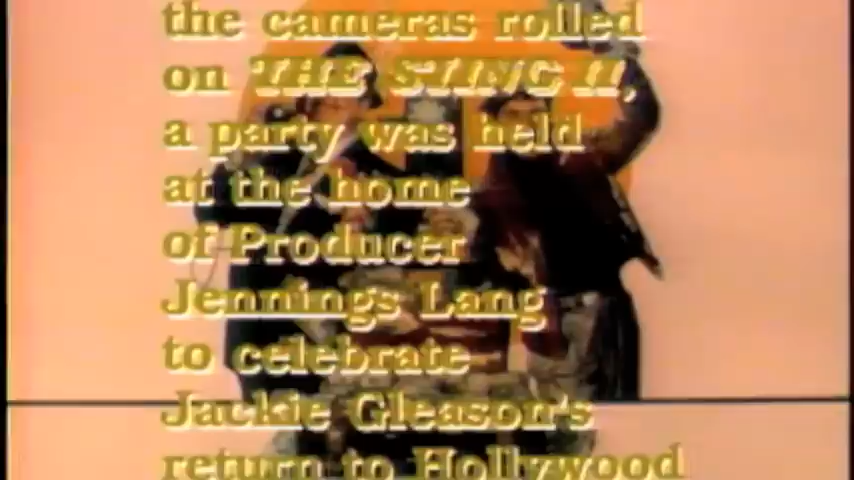 the cameras rolled
on THE STING II,
a party was held
at the home
of Producer
Jennings Lang
to celebrate
Jackie Gleason's
return to Hollywood